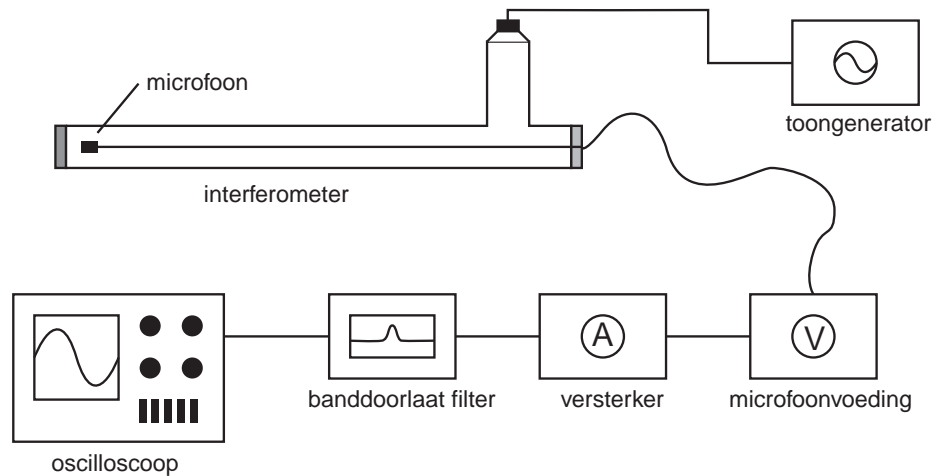 microfoon
toongenerator
interferometer
A
V
banddoorlaat filter
versterker
microfoonvoeding
oscilloscoop